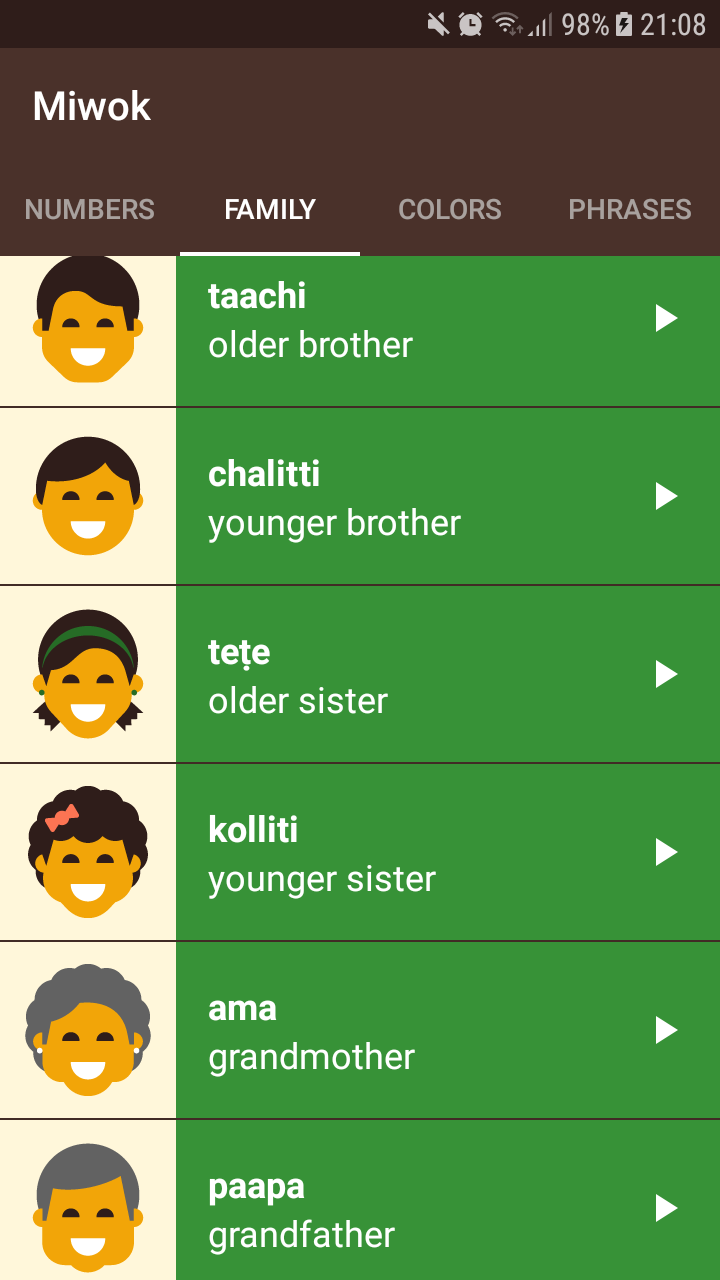 98% 21:08
Miwok
NUMBERS FAMILY COLORS PHRASES
taachi
older brother
chalitti
younger brother
teṭe
older sister
kolliti
younger sister
ama
grandmother
paapa
grandfather